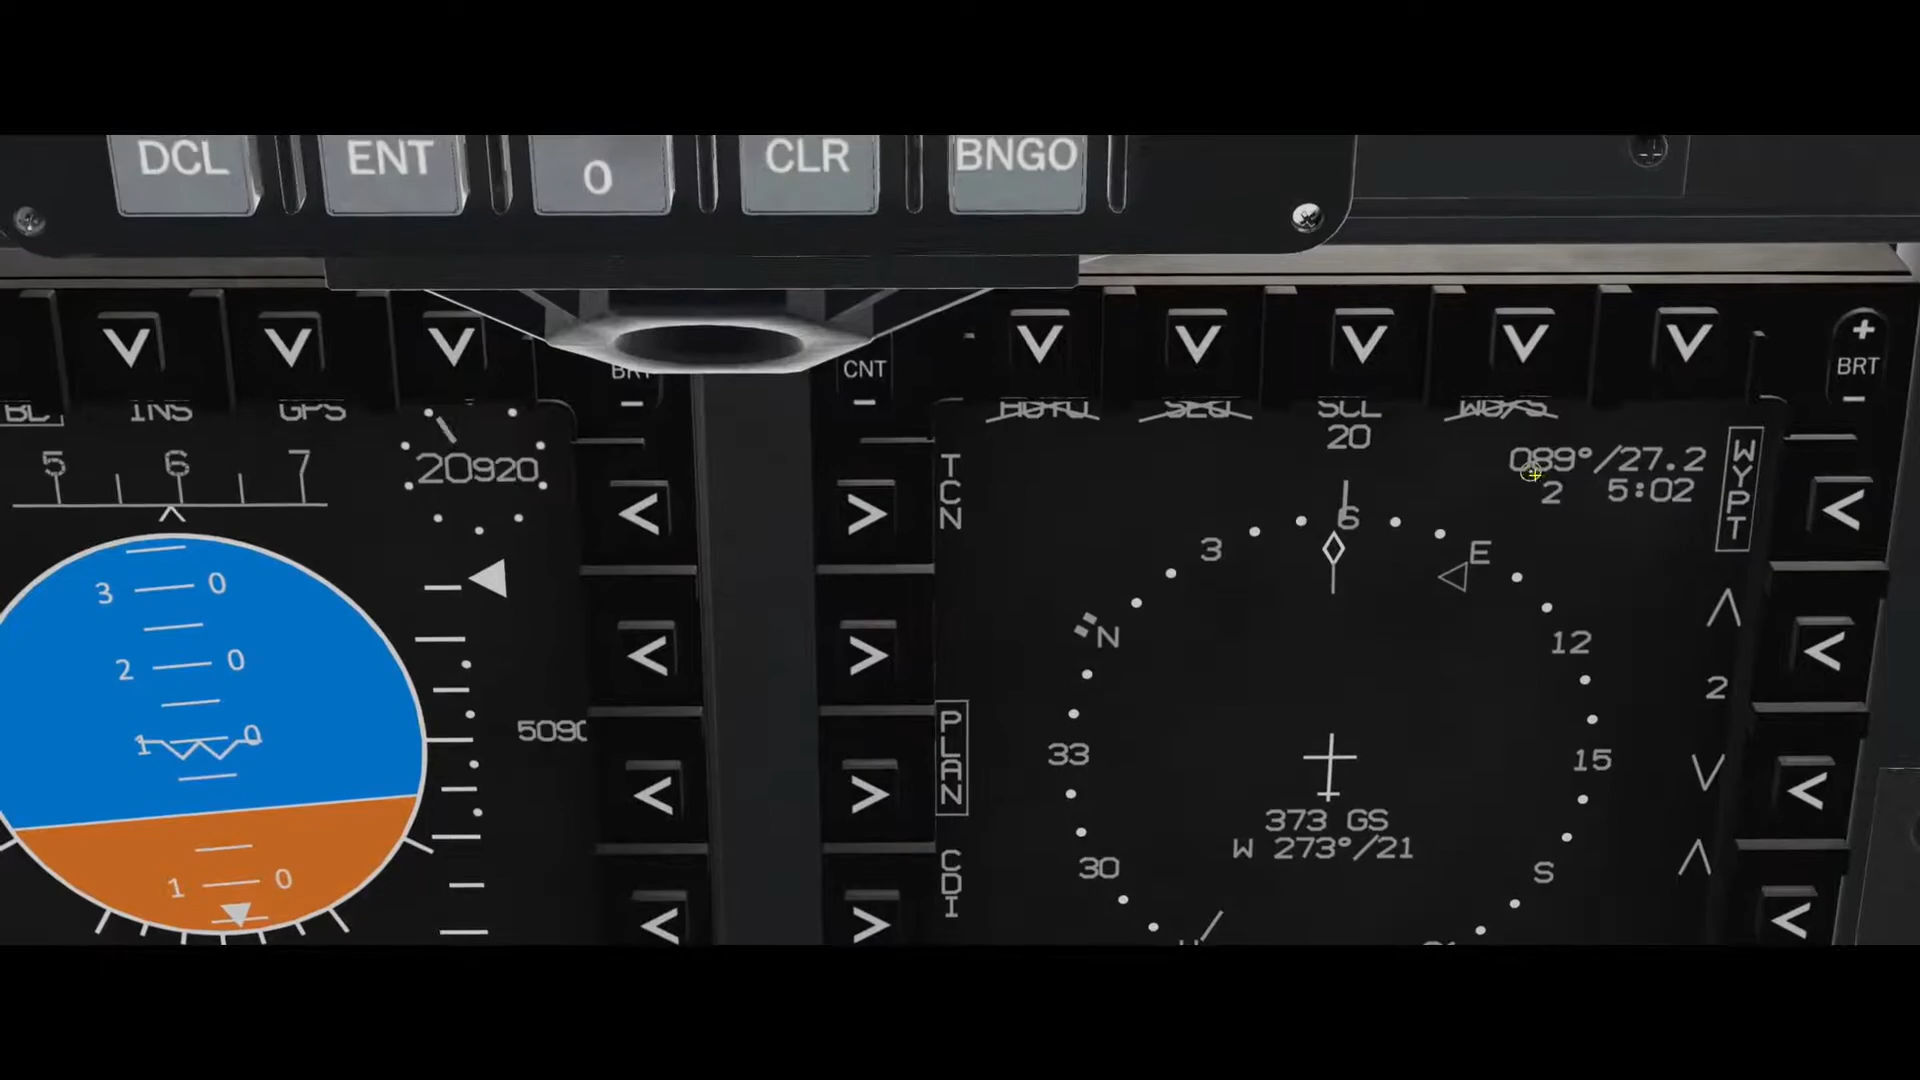 DCL ENT 0 CLR BNGO
BRT
CNT
BRT
INS GPS
SCL
20
5 6 7
20920
TCN
089°/27.2
2 5:02
WYPT
3 0
2 0
1 0
1 0
PLAN
CDI
3 6 E
N 12
33 15
30 S
2
373 GS
W 273°/21